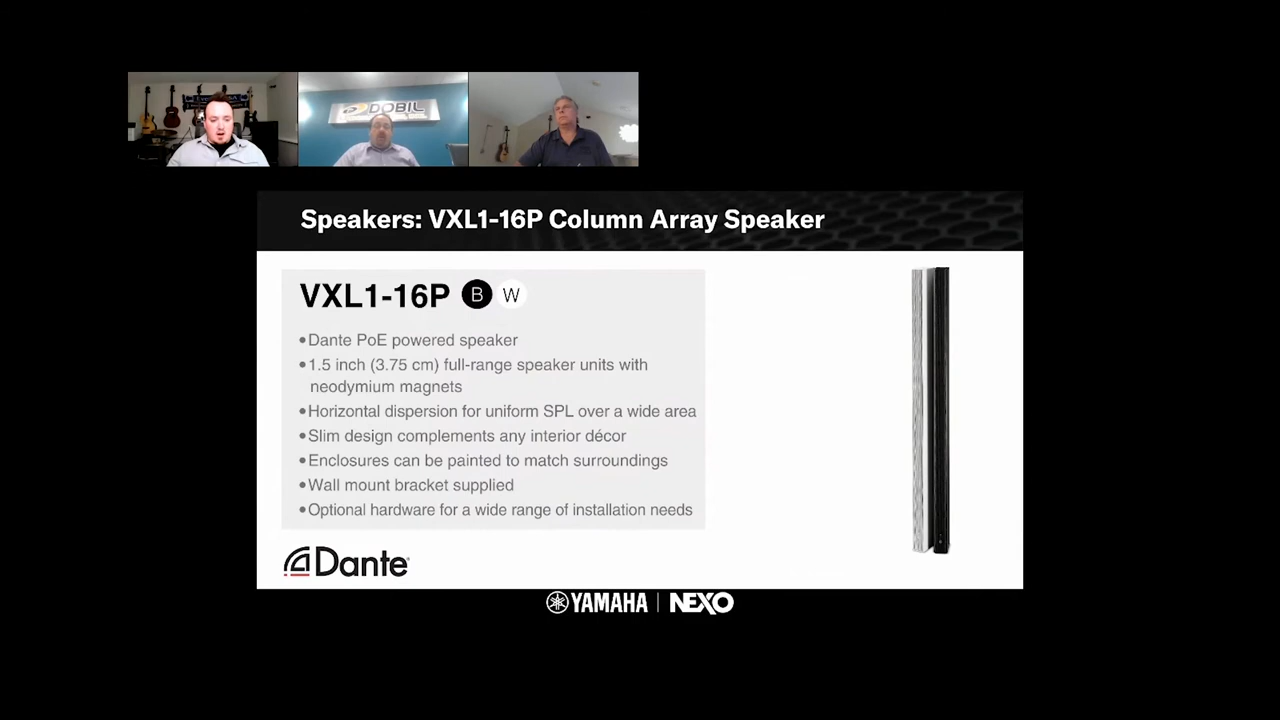 DOBIL
Speakers: VXL1-16P Column Array Speaker
VXL1-16P B W
•Dante PoE powered speaker
•1.5 inch (3.75 cm) full-range speaker units with
neodymium magnets
•Horizontal dispersion for uniform SPL over a wide area
•Slim design complements any interior décor
•Enclosures can be painted to match surroundings
•Wall mount bracket supplied
•Optional hardware for a wide range of installation needs
Dante
YAMAHA | NEXO